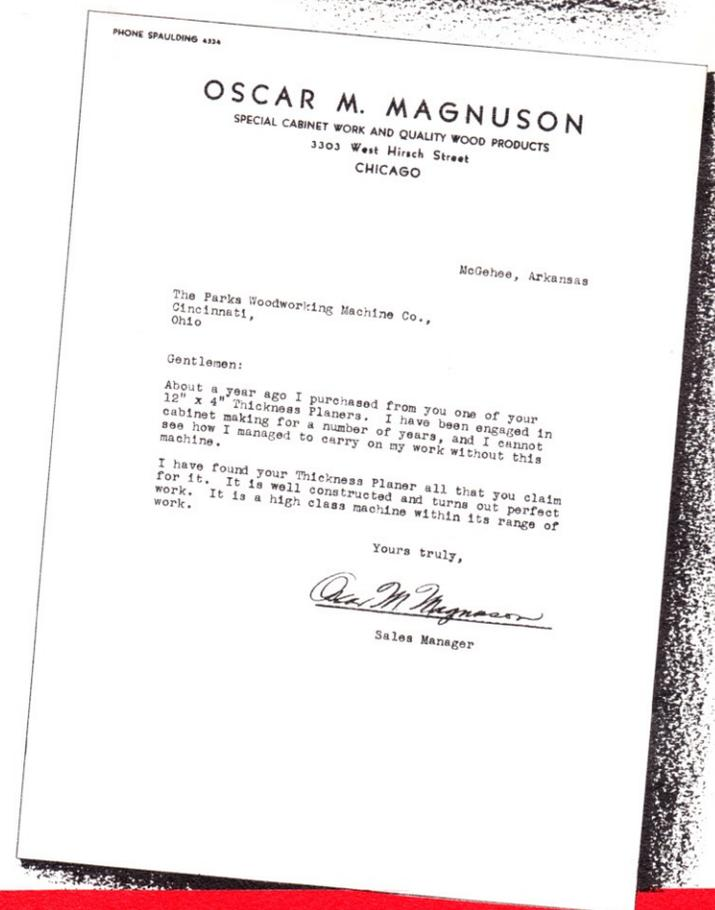 PHONE SPAULDING 4334
OSCAR M. MAGNUSON
SPECIAL CABINET WORK AND QUALITY WOOD PRODUCTS
3303 West Hirsch Street
CHICAGO
McGehee, Arkansas
The Parks Woodworking Machine Co.,
Cincinnati,
Ohio
Gentlemen:
About a year ago I purchased from you one of your
12" x 4" Thickness Planers. I have been engaged in
cabinet making for a number of years, and I cannot
see how I managed to carry on my work without this
machine.
I have found your Thickness Planer all that you claim
for it. It is well constructed and turns out perfect
work. It is a high class machine within its range of
work.
Yours truly,
Oscar M Magnuson
Sales Manager